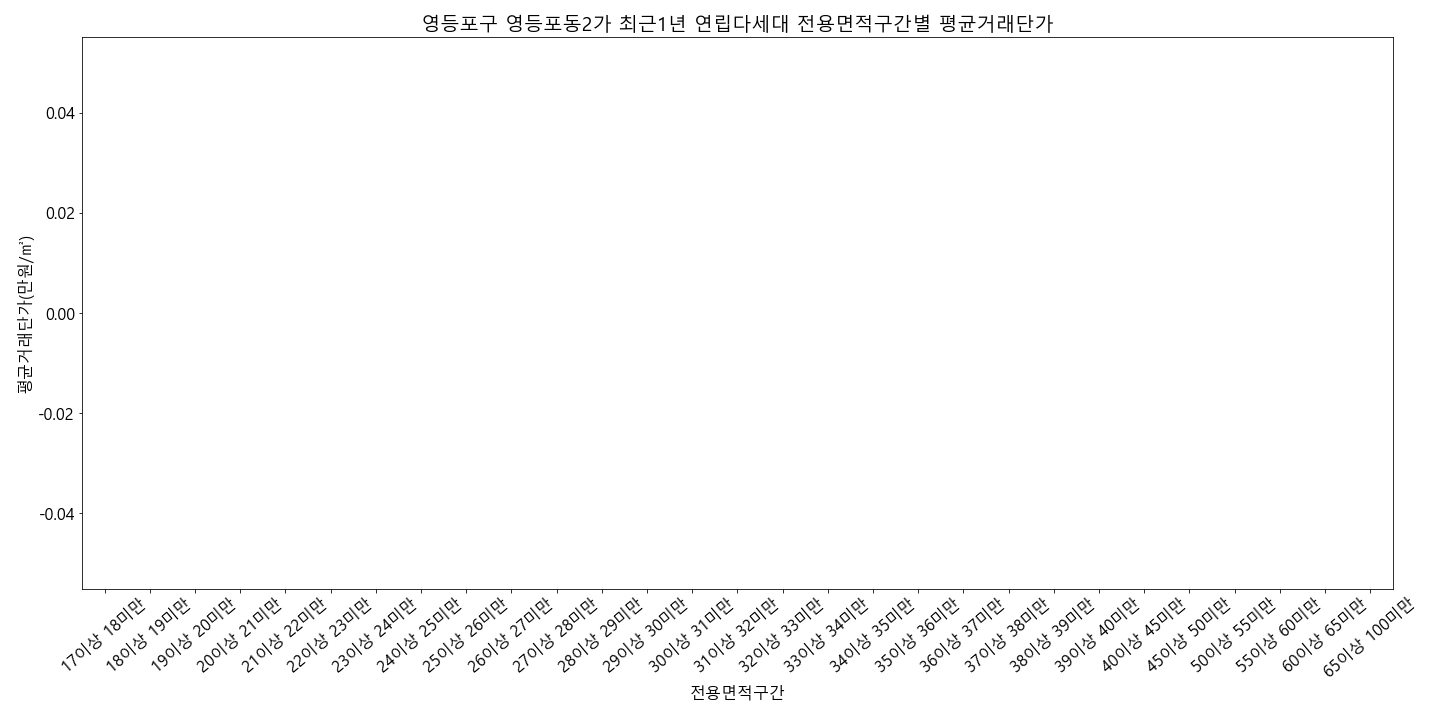 영등포구 영등포동2가 최근1년 연립다세대 전용면적구간별 평균거래단가
평균거래단가(만원/㎡)
0.04
0.02
0.00
-0.02
-0.04
17이상 18미만
18이상 19미만
19이상 20미만
20이상 21미만
21이상 22미만
22이상 23미만
23이상 24미만
24이상 25미만
25이상 26미만
26이상 27미만
27이상 28미만
28이상 29미만
29이상 30미만
30이상 31미만
31이상 32미만
32이상 33미만
33이상 34미만
34이상 35미만
35이상 36미만
36이상 37미만
37이상 38미만
38이상 39미만
39이상 40미만
40이상 45미만
45이상 50미만
50이상 55미만
55이상 60미만
60이상 65미만
65이상 100미만
전용면적구간